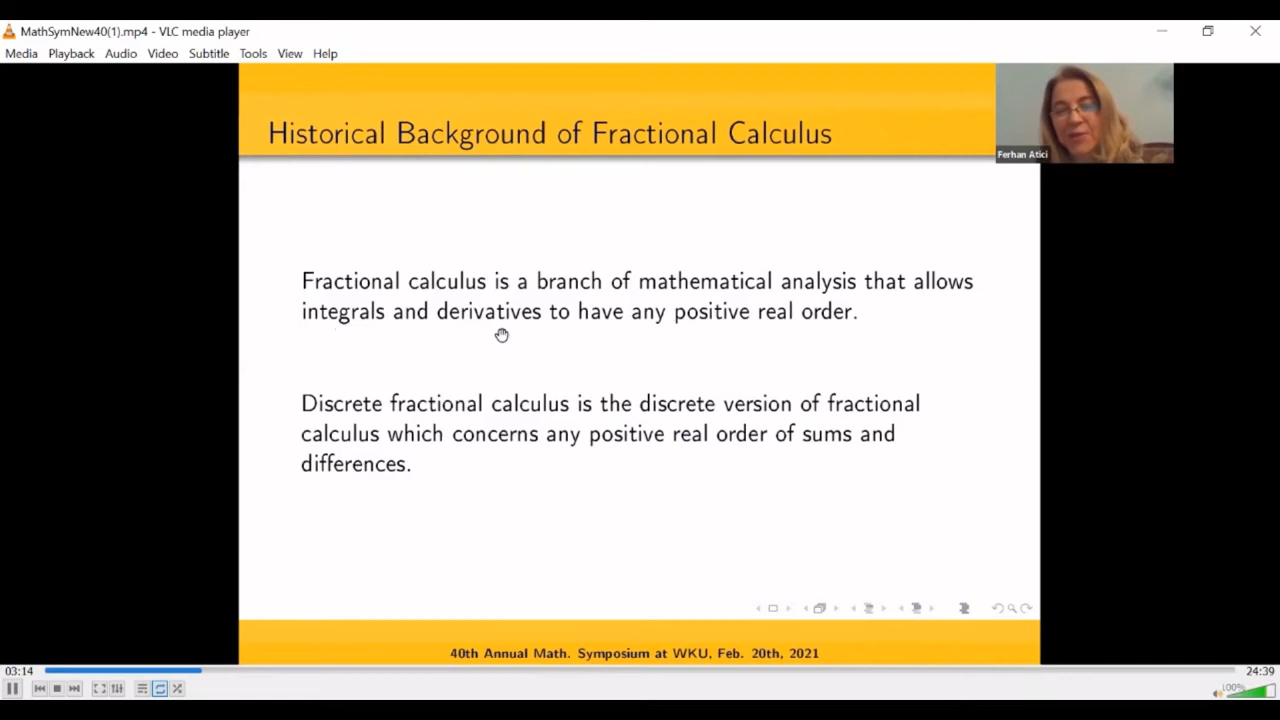 MathSymNew40(1).mp4 - VLC media player
Media Playback Audio Video Subtitle Tools View Help
Historical Background of Fractional Calculus
Ferhan Atici
Fractional calculus is a branch of mathematical analysis that allows
integrals and derivatives to have any positive real order.
Discrete fractional calculus is the discrete version of fractional
calculus which concerns any positive real order of sums and
differences.
40th Annual Math. Symposium at WKU, Feb. 20th, 2021
03:14
24:39
100%